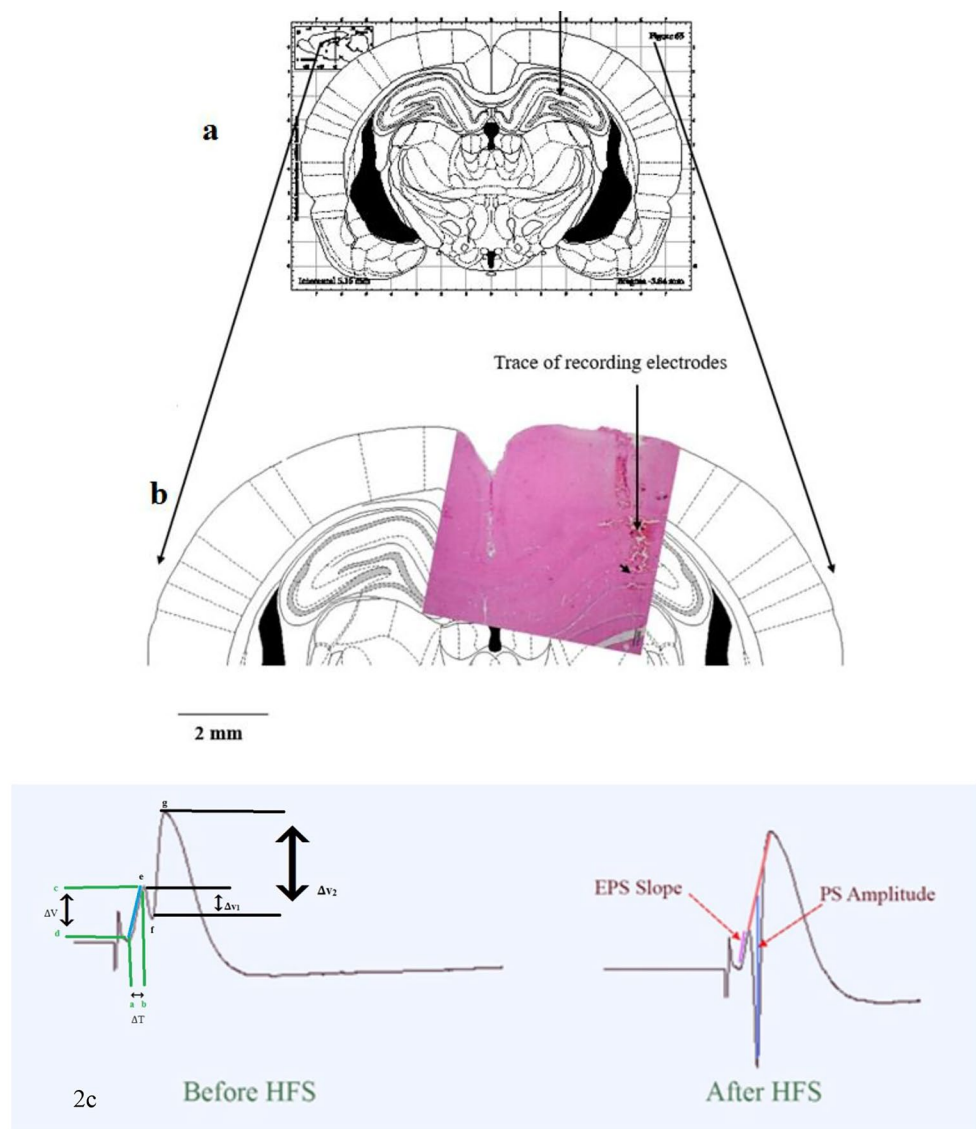 Figure 65
a
Interaural 5.16 mm
Bregma -3.84 mm
Trace of recording electrodes
b
2 mm
g
e
c
ΔV
Δv1
Δv2
d
f
a b
ΔT
EPS Slope
PS Amplitude
2c
Before HFS
After HFS